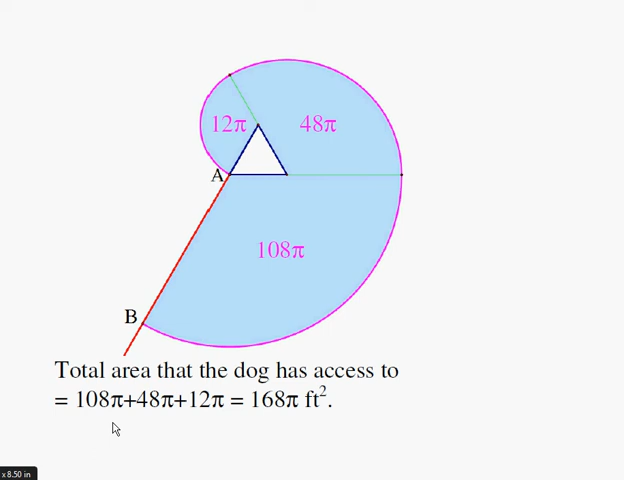 12π 48π
A
108π
B
Total area that the dog has access to
= 108π+48π+12π = 168π ft².
x 8.50 in